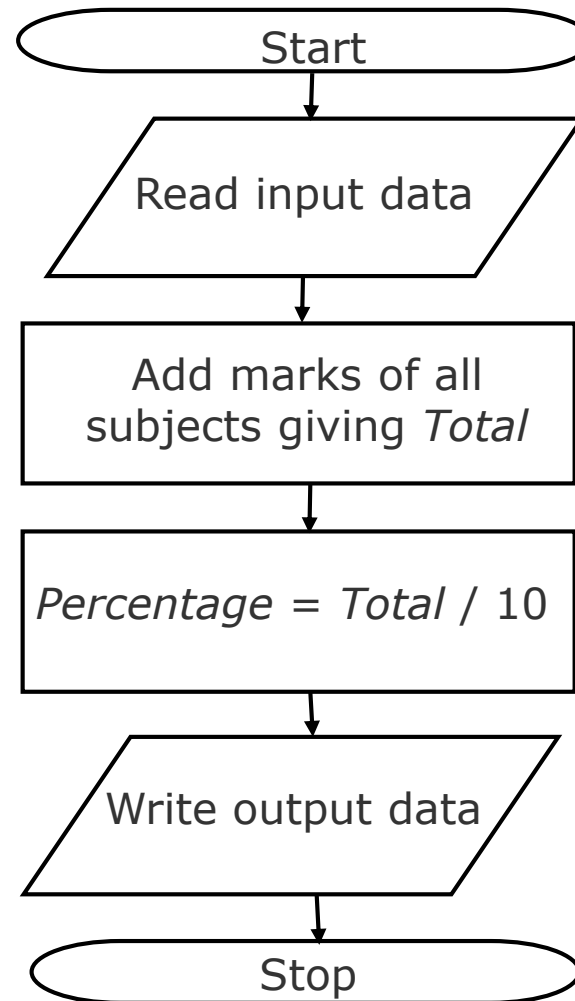 Start
Read input data
Add marks of all
subjects giving Total
Percentage = Total / 10
Write output data
Stop